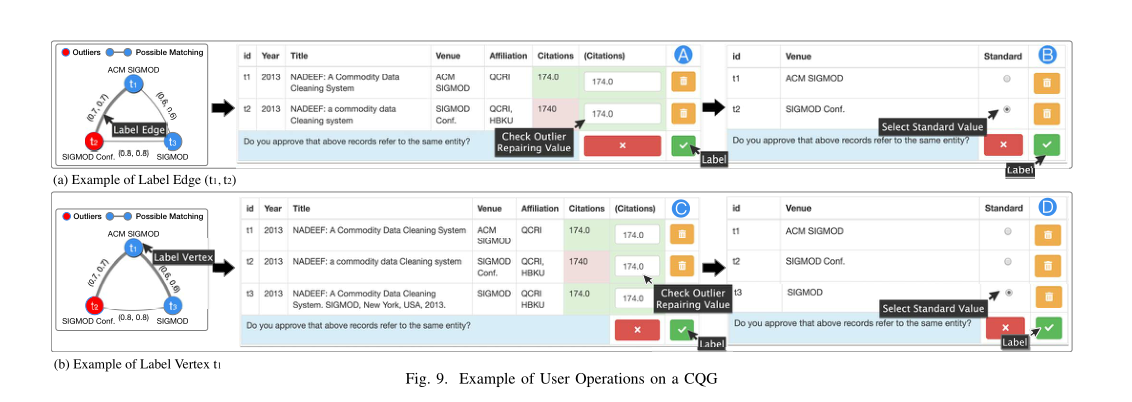 Outliers Possible Matching
ACM SIGMOD
t1
(0.7, 0.7)
(0.6, 0.6)
Label Edge
t2
t3
SIGMOD Conf. (0.8, 0.8) SIGMOD
id Year Title Venue Affiliation Citations (Citations) A
t1 2013 NADEEF: A Commodity Data Cleaning System ACM SIGMOD QCRI 174.0 174.0
t2 2013 NADEEF: a commodity data Cleaning system SIGMOD Conf. QCRI, HBKU 1740 174.0
Check Outlier Repairing Value
Do you approve that above records refer to the same entity?
Label
id Venue Standard B
t1 ACM SIGMOD
t2 SIGMOD Conf.
Select Standard Value
Do you approve that above records refer to the same entity?
Label
(a) Example of Label Edge (t1, t2)
Outliers Possible Matching
ACM SIGMOD
t1
Label Vertex
(0.7, 0.7)
(0.6, 0.6)
t2
t3
SIGMOD Conf. (0.8, 0.8) SIGMOD
id Year Title Venue Affiliation Citations (Citations) C
t1 2013 NADEEF: A Commodity Data Cleaning System ACM SIGMOD QCRI 174.0 174.0
t2 2013 NADEEF: a commodity data Cleaning system SIGMOD Conf. QCRI, HBKU 1740 174.0
t3 2013 NADEEF: A Commodity Data Cleaning System. SIGMOD, New York, USA, 2013. SIGMOD QCRI HBKU 174.0 174.0
Check Outlier Repairing Value
Do you approve that above records refer to the same entity?
Label
id Venue Standard D
t1 ACM SIGMOD
t2 SIGMOD Conf.
t3 SIGMOD
Select Standard Value
Do you approve that above records refer to the same entity?
Label
(b) Example of Label Vertex t1
Fig. 9. Example of User Operations on a CQG